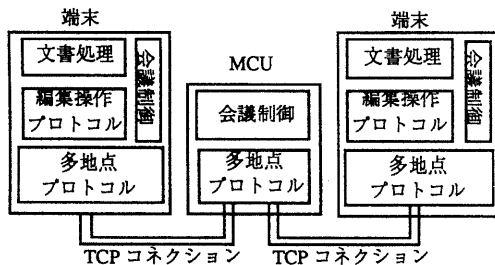 端末
文書処理
会議制御
編集操作
プロトコル
多地点
プロトコル
MCU
会議制御
多地点
プロトコル
端末
文書処理
会議制御
編集操作
プロトコル
多地点
プロトコル
TCP コネクション
TCP コネクション